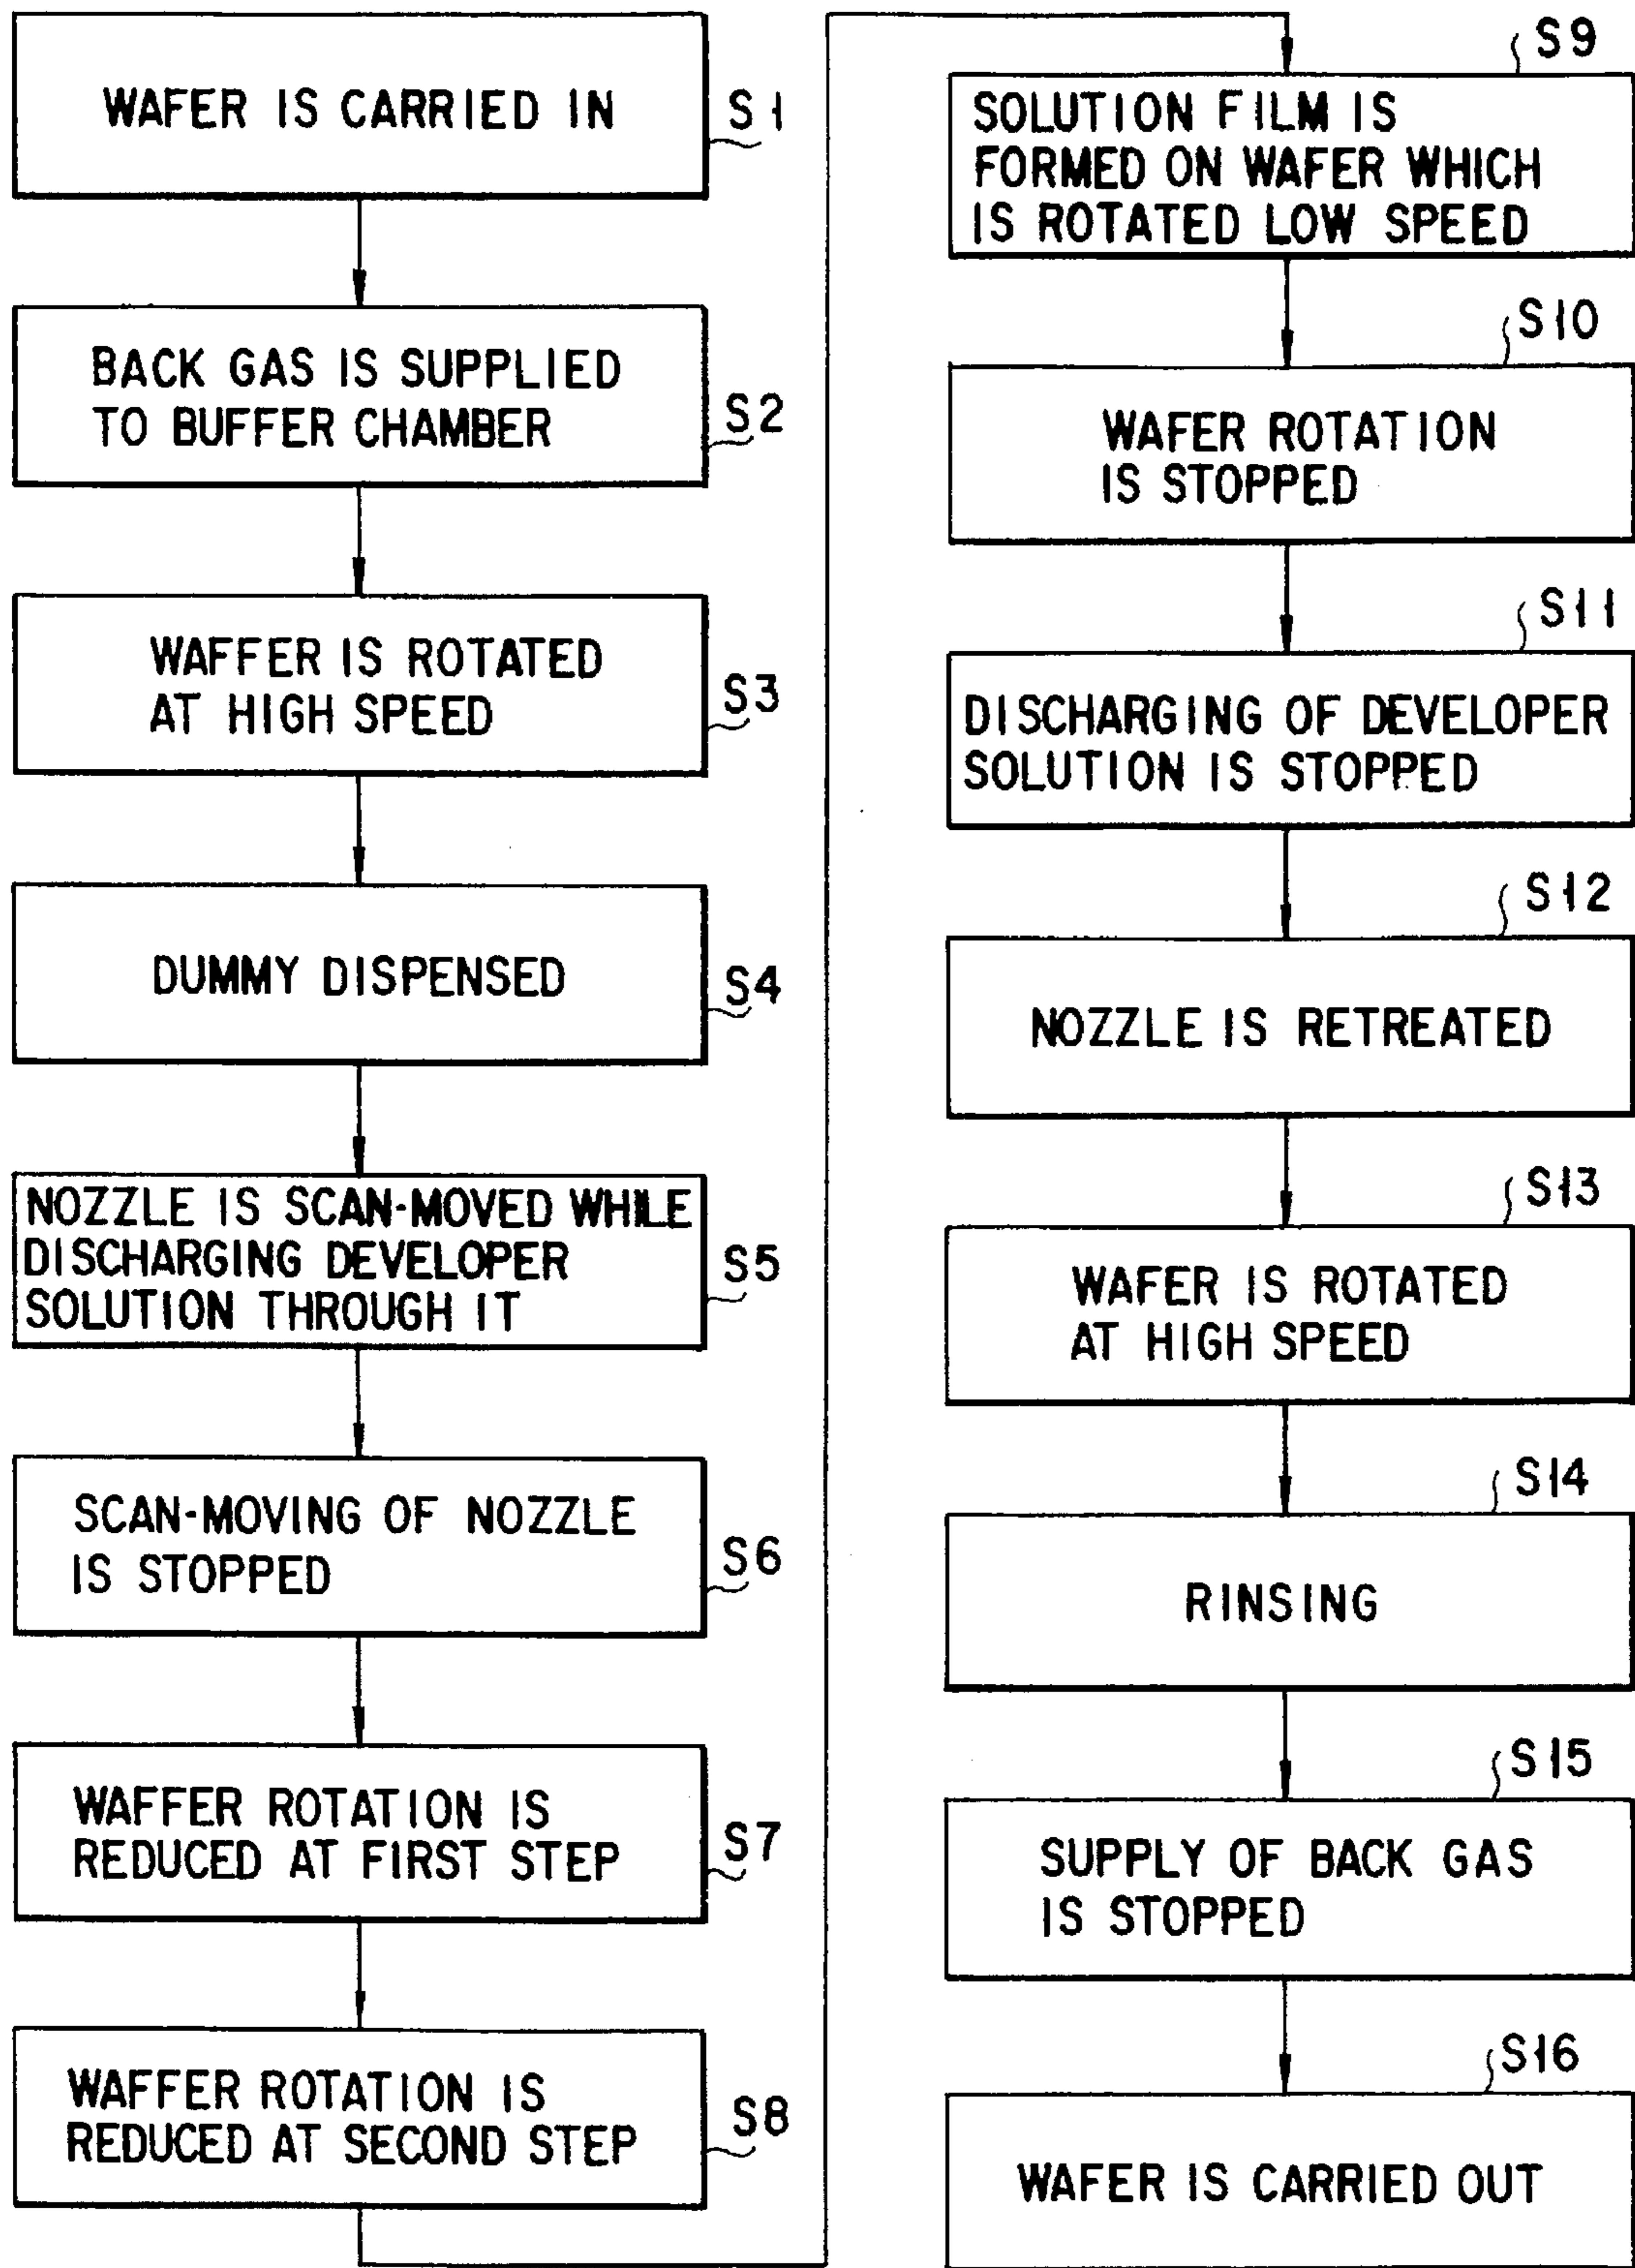 WAFER IS CARRIED IN
S1
BACK GAS IS SUPPLIED
TO BUFFER CHAMBER
S2
WAFFER IS ROTATED
AT HIGH SPEED
S3
DUMMY DISPENSED
S4
NOZZLE IS SCAN-MOVED WHILE
DISCHARGING DEVELOPER
SOLUTION THROUGH IT
S5
SCAN-MOVING OF NOZZLE
IS STOPPED
S6
WAFFER ROTATION IS
REDUCED AT FIRST STEP
S7
WAFFER ROTATION IS
REDUCED AT SECOND STEP
S8
S9
SOLUTION FILM IS
FORMED ON WAFER WHICH
IS ROTATED LOW SPEED
S10
WAFER ROTATION
IS STOPPED
S11
DISCHARGING OF DEVELOPER
SOLUTION IS STOPPED
S12
NOZZLE IS RETREATED
S13
WAFER IS ROTATED
AT HIGH SPEED
S14
RINSING
S15
SUPPLY OF BACK GAS
IS STOPPED
S16
WAFER IS CARRIED OUT